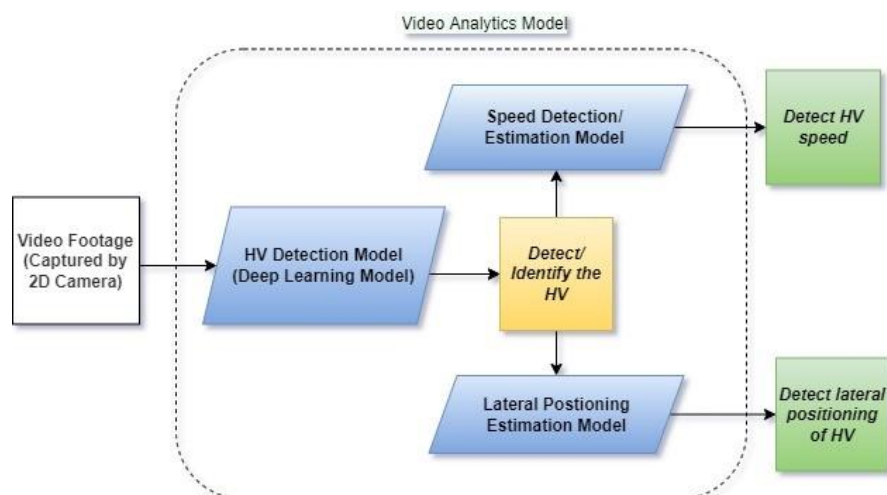 Video Analytics Model
Speed Detection/
Estimation Model
Detect HV
speed
Video Footage
(Captured by
2D Camera)
HV Detection Model
(Deep Learning Model)
Detect/
Identify the
HV
Lateral Postioning
Estimation Model
Detect lateral
positioning
of HV